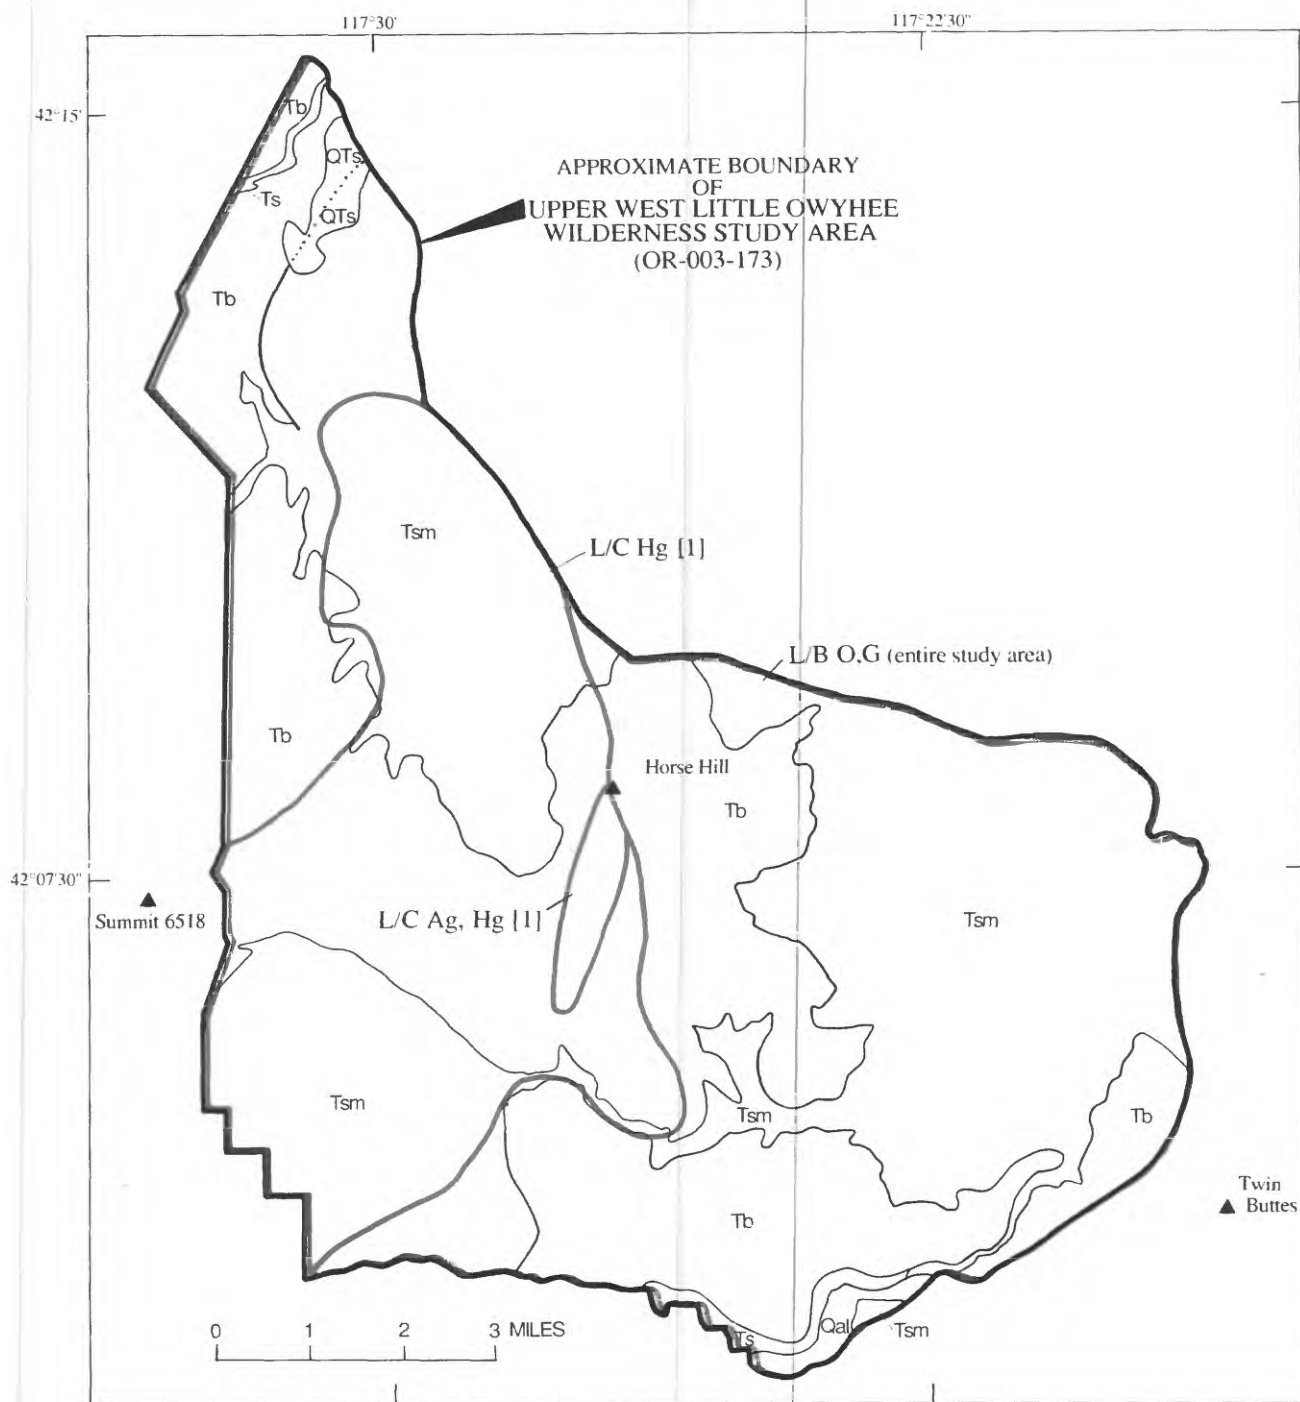 117°30'
117°22'30"
42°15'
Tb
QTs
APPROXIMATE BOUNDARY
OF
UPPER WEST LITTLE OWYHEE
WILDERNESS STUDY AREA
(OR-003-173)
Ts
QTs
Tb
Tsm
L/C Hg [1]
L/B O,G (entire study area)
Tb
Horse Hill
Tb
42°07'30"
Summit 6518
L/C Ag, Hg [1]
Tsm
Tsm
Tsm
Tb
Twin
Buttes
Tb
0 1 2 3 MILES
Ts
Qal
Tsm